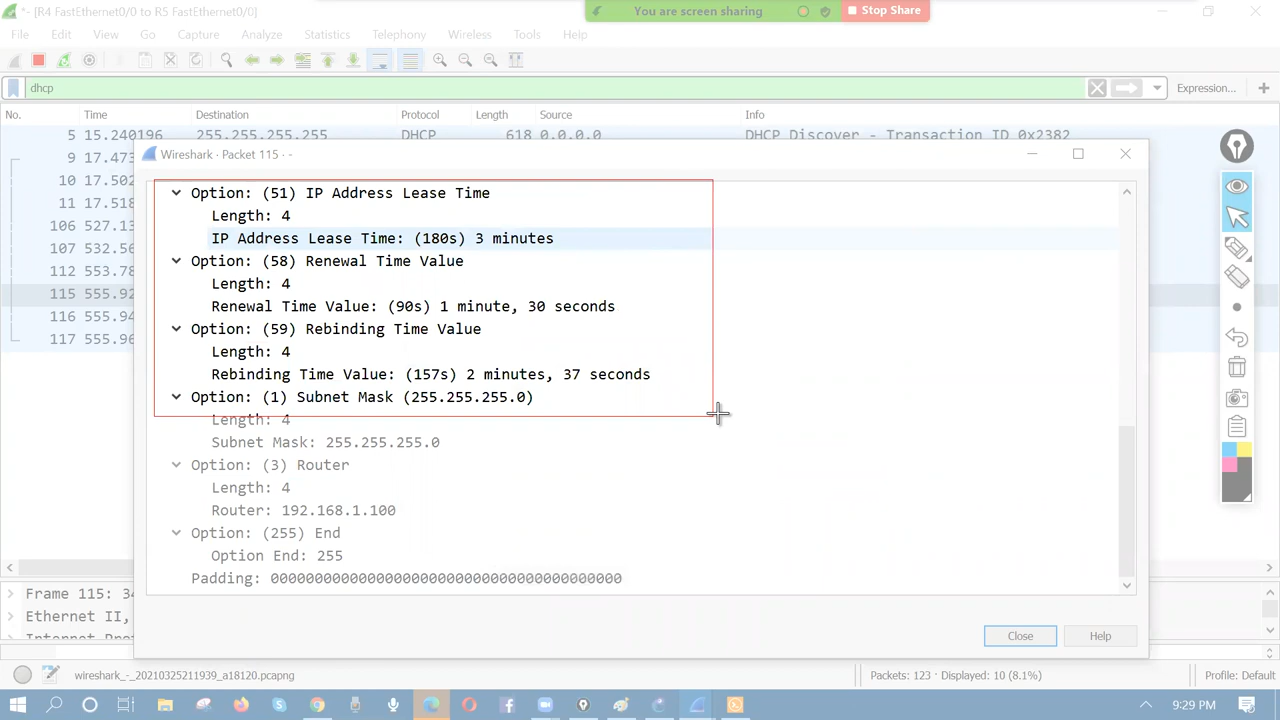 *- [R4 FastEthernet0/0 to R5 FastEthernet0/0]
You are screen sharing
Stop Share
File Edit View Go Capture Analyze Statistics Telephony Wireless Tools Help
dhcp
Expression...
No. Time Destination Protocol Length Source Info
5 15.240196 255.255.255.255 DHCP 618 0.0.0.0 DHCP Discover - Transaction ID 0x2382
9 17.473
10 17.502
11 17.518
106 527.13
107 532.56
112 553.78
115 555.92
116 555.94
117 555.96
Wireshark · Packet 115 · -
Option: (51) IP Address Lease Time
Length: 4
IP Address Lease Time: (180s) 3 minutes
Option: (58) Renewal Time Value
Length: 4
Renewal Time Value: (90s) 1 minute, 30 seconds
Option: (59) Rebinding Time Value
Length: 4
Rebinding Time Value: (157s) 2 minutes, 37 seconds
Option: (1) Subnet Mask (255.255.255.0)
Length: 4
Subnet Mask: 255.255.255.0
Option: (3) Router
Length: 4
Router: 192.168.1.100
Option: (255) End
Option End: 255
Padding: 0000000000000000000000000000000000000000
Close Help
Frame 115: 34
Ethernet II,
Internet Prot
wireshark_-_20210325211939_a18120.pcapng
Packets: 123 · Displayed: 10 (8.1%)
Profile: Default
9:29 PM